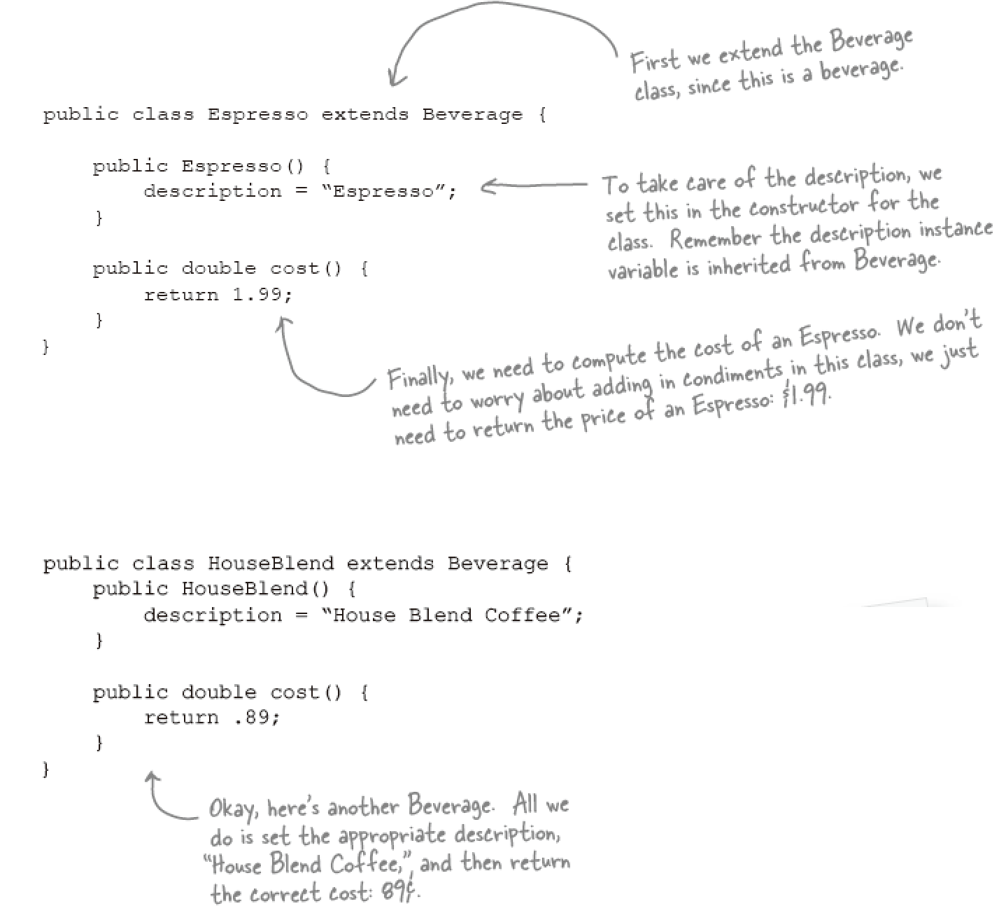 First we extend the Beverage
class, since this is a beverage.
public class Espresso extends Beverage {
public Espresso() {
description = “Espresso”;
}
To take care of the description, we
set this in the constructor for the
class. Remember the description instance
variable is inherited from Beverage.
public double cost() {
return 1.99;
}
}
Finally, we need to compute the cost of an Espresso. We don't
need to worry about adding in condiments in this class, we just
need to return the price of an Espresso: $1.99.
public class HouseBlend extends Beverage {
public HouseBlend() {
description = “House Blend Coffee”;
}
public double cost() {
return .89;
}
}
Okay, here's another Beverage. All we
do is set the appropriate description,
“House Blend Coffee,” and then return
the correct cost: 89¢.